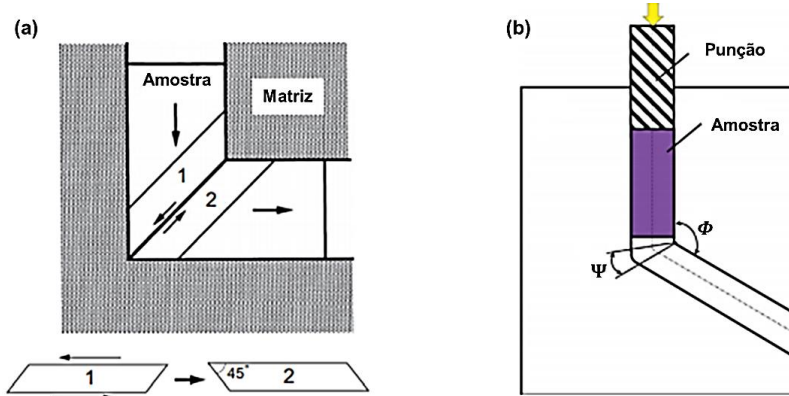 (a)
Amostra
Matriz
1
2
1
2
45°
(b)
Punção
Amostra
Φ
Ψ